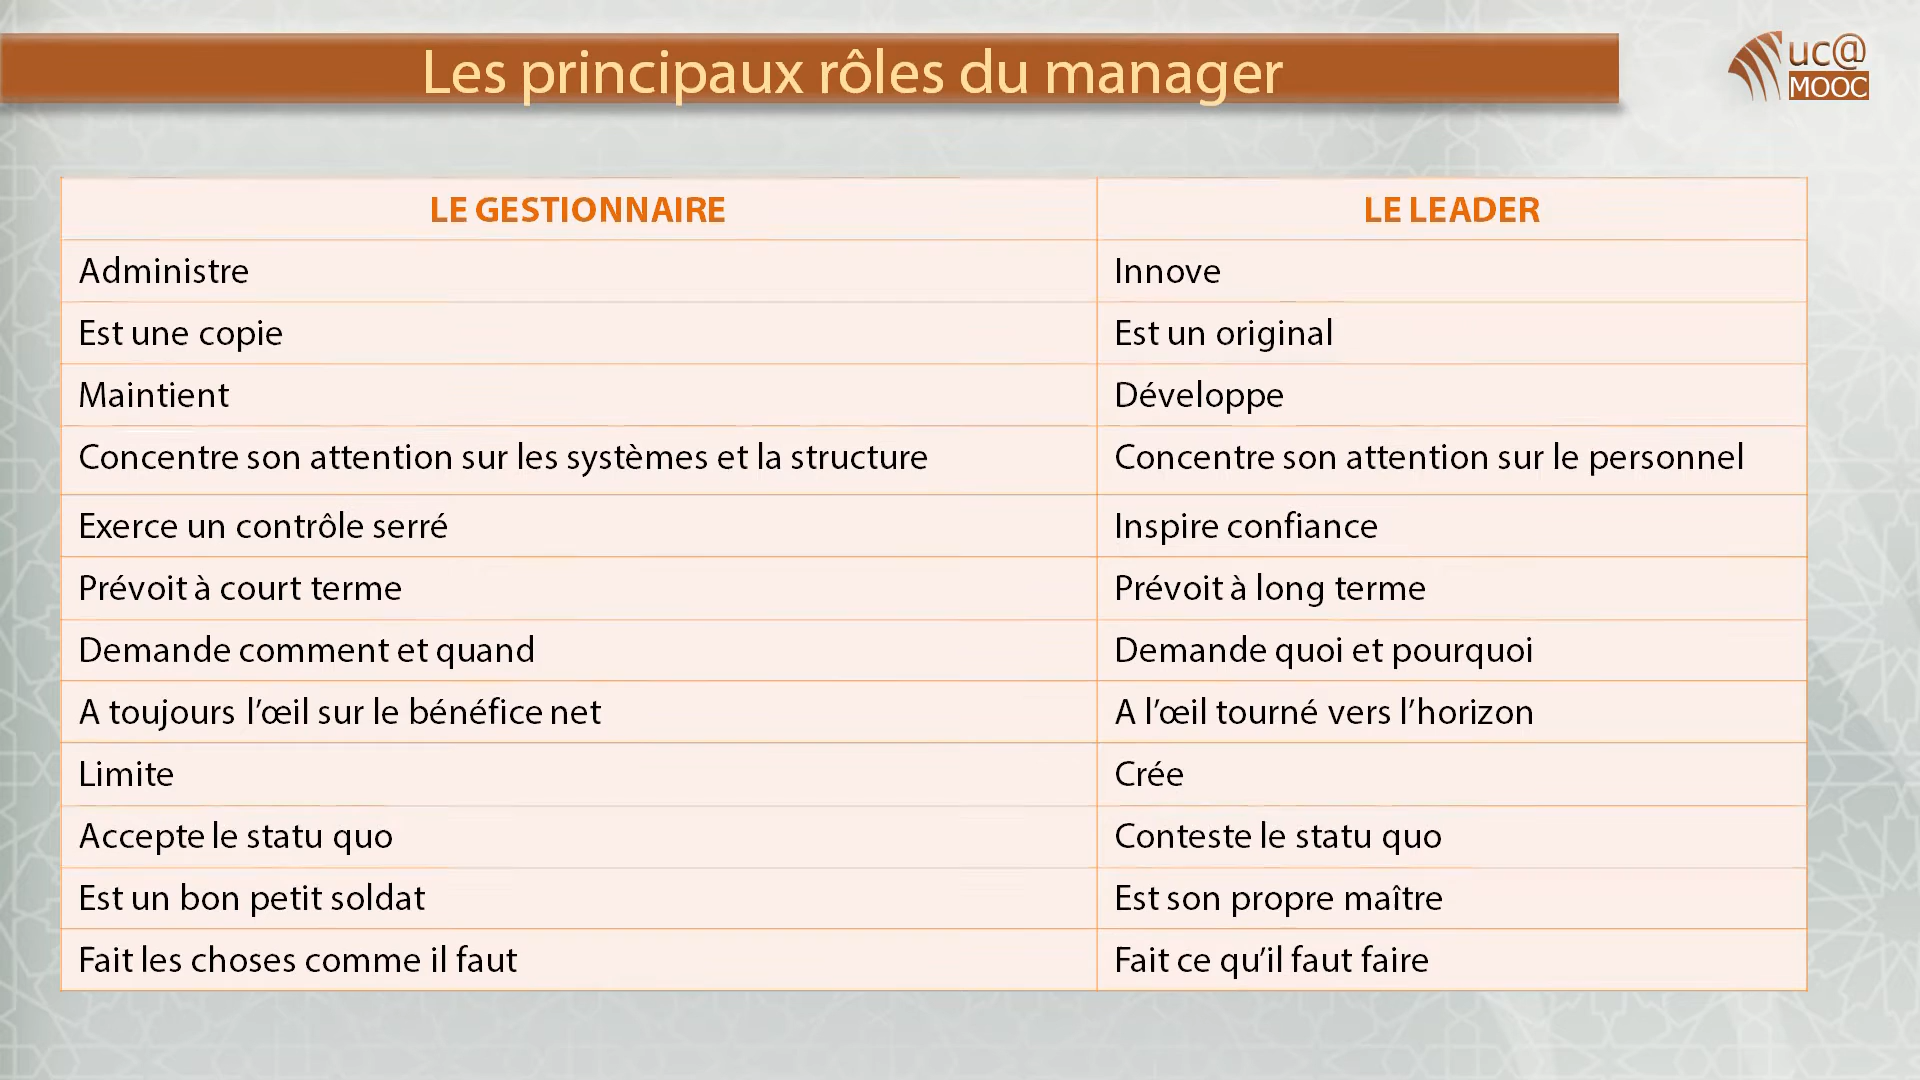 Les principaux rôles du manager
uc@
MOOC
LE GESTIONNAIRE LE LEADER
Administre Innove
Est une copie Est un original
Maintient Développe
Concentre son attention sur les systèmes et la structure Concentre son attention sur le personnel
Exerce un contrôle serré Inspire confiance
Prévoit à court terme Prévoit à long terme
Demande comment et quand Demande quoi et pourquoi
A toujours l’œil sur le bénéfice net A l’œil tourné vers l’horizon
Limite Crée
Accepte le statu quo Conteste le statu quo
Est un bon petit soldat Est son propre maître
Fait les choses comme il faut Fait ce qu’il faut faire